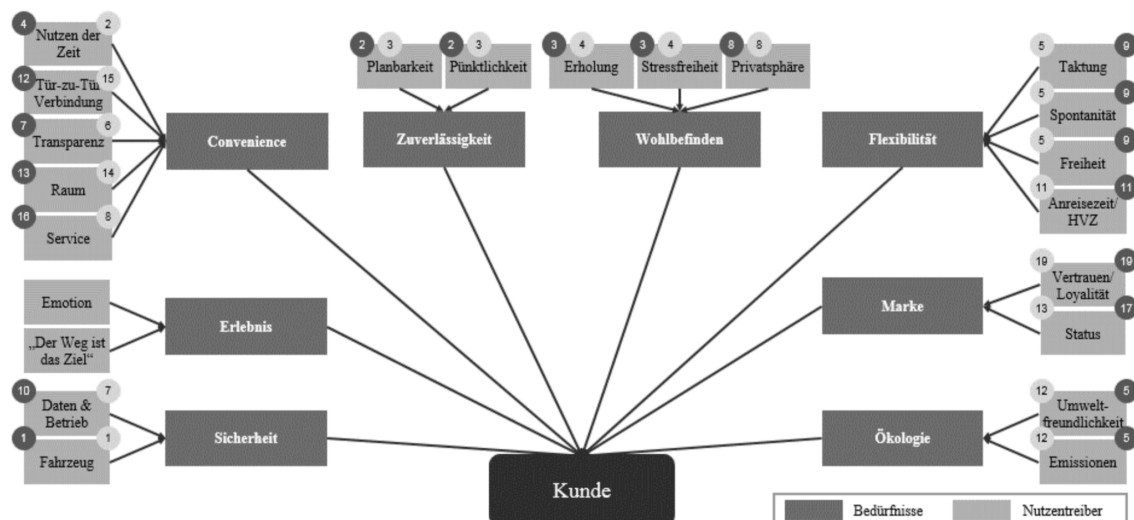 4 2
Nutzen der
Zeit
12 15
Tür-zu-Tür
Verbindung
7 6
Transparenz
13 14
Raum
16 8
Service
Convenience
2 3 2 3
Planbarkeit Pünktlichkeit
Zuverlässigkeit
3 4 3 4 8 8
Erholung Stressfreiheit Privatsphäre
Wohlbefinden
5 9
Taktung
5 9
Spontanität
5 9
Freiheit
11 11
Anreisezeit/
HVZ
Flexibilität
Emotion
„Der Weg ist
das Ziel“
Erlebnis
19 19
Vertrauen/
Loyalität
13 17
Status
Marke
10 7
Daten &
Betrieb
1 1
Fahrzeug
Sicherheit
12 5
Umwelt-
freundlichkeit
12 5
Emissionen
Ökologie
Kunde
Bedürfnisse Nutzentreiber